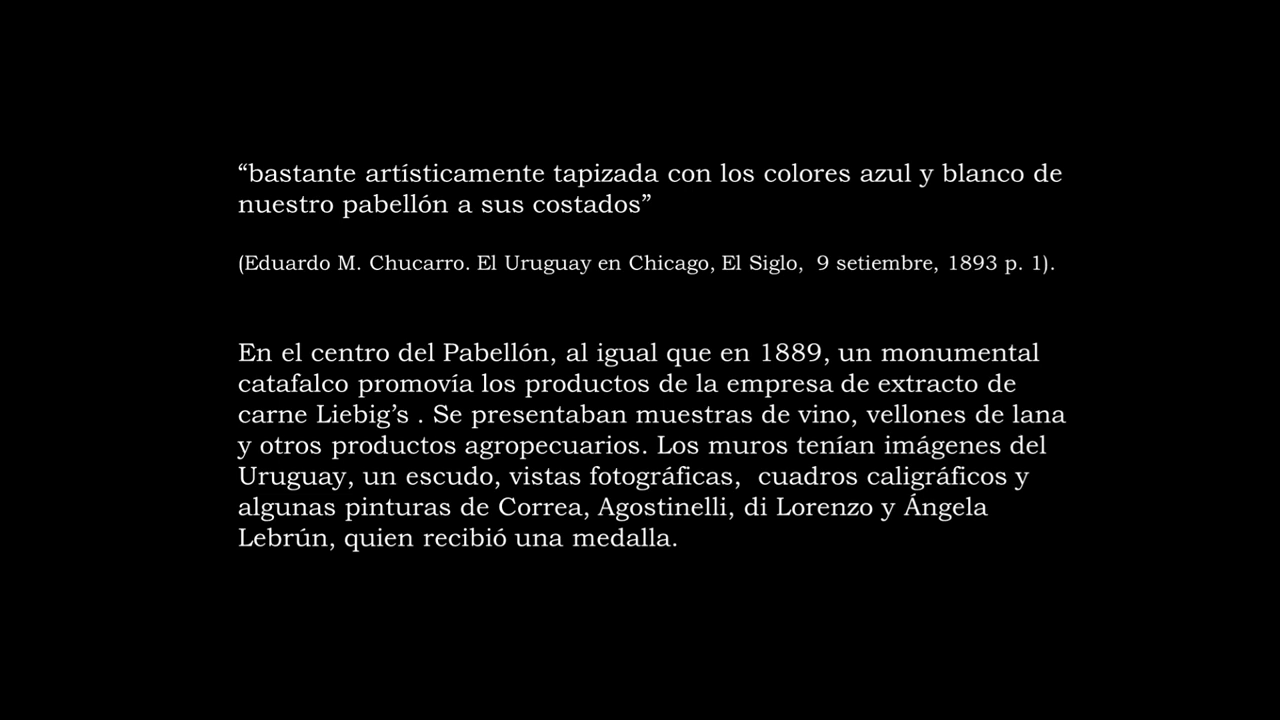 “bastante artísticamente tapizada con los colores azul y blanco de
nuestro pabellón a sus costados”
(Eduardo M. Chucarro. El Uruguay en Chicago, El Siglo,  9 setiembre, 1893 p. 1).
En el centro del Pabellón, al igual que en 1889, un monumental
catafalco promovía los productos de la empresa de extracto de
carne Liebig’s . Se presentaban muestras de vino, vellones de lana
y otros productos agropecuarios. Los muros tenían imágenes del
Uruguay, un escudo, vistas fotográficas,  cuadros caligráficos y
algunas pinturas de Correa, Agostinelli, di Lorenzo y Ángela
Lebrún, quien recibió una medalla.